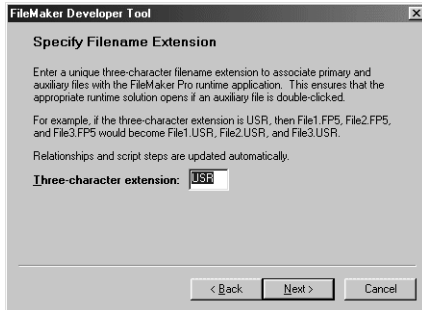 FileMaker Developer Tool
Specify Filename Extension
Enter a unique three-character filename extension to associate primary and
auxiliary files with the FileMaker Pro runtime application. This ensures that the
appropriate runtime solution opens if an auxiliary file is double-clicked.
For example, if the three-character extension is USR, then File1.FP5, File2.FP5,
and File3.FP5 would become File1.USR, File2.USR, and File3.USR.
Relationships and script steps are updated automatically.
Three-character extension: USR
< Back Next > Cancel